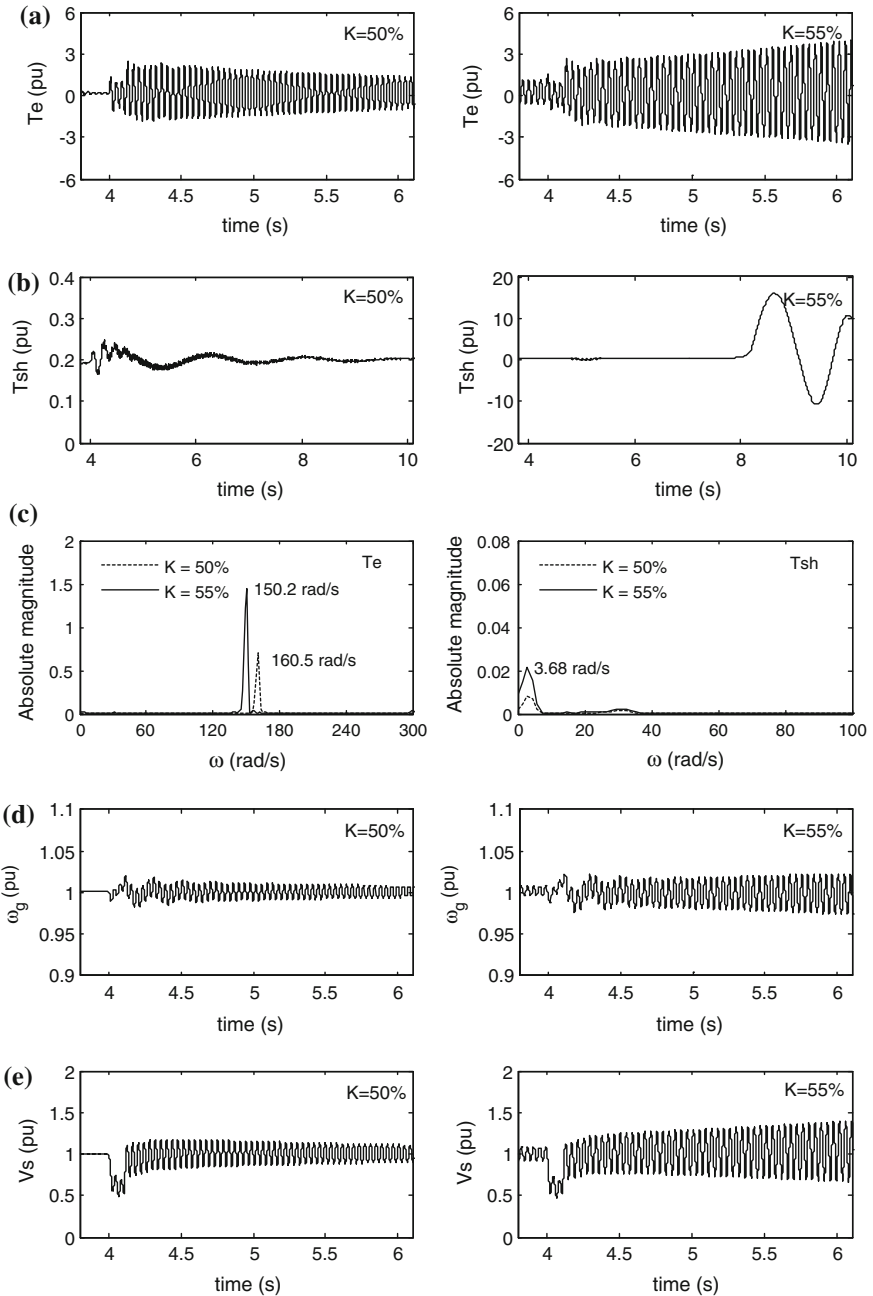 (a)
K=50%
Te (pu)
6
3
0
-3
-6
4 4.5 5 5.5 6
time (s)
K=55%
Te (pu)
6
3
0
-3
-6
4 4.5 5 5.5 6
time (s)
(b)
K=50%
Tsh (pu)
0.4
0.3
0.2
0.1
0
4 6 8 10
time (s)
K=55%
Tsh (pu)
20
10
0
-10
-20
4 6 8 10
time (s)
(c)
Absolute magnitude
2
1.5
1
0.5
0
K = 50%
K = 55%
Te
150.2 rad/s
160.5 rad/s
0 60 120 180 240 300
ω (rad/s)
Absolute magnitude
0.08
0.06
0.04
0.02
0
K = 50%
K = 55%
Tsh
3.68 rad/s
0 20 40 60 80 100
ω (rad/s)
(d)
K=50%
ωg (pu)
1.1
1.05
1
0.95
0.9
4 4.5 5 5.5 6
time (s)
K=55%
ωg (pu)
1.1
1.05
1
0.95
0.9
4 4.5 5 5.5 6
time (s)
(e)
K=50%
Vs (pu)
2
1.5
1
0.5
0
4 4.5 5 5.5 6
time (s)
K=55%
Vs (pu)
2
1.5
1
0.5
0
4 4.5 5 5.5 6
time (s)